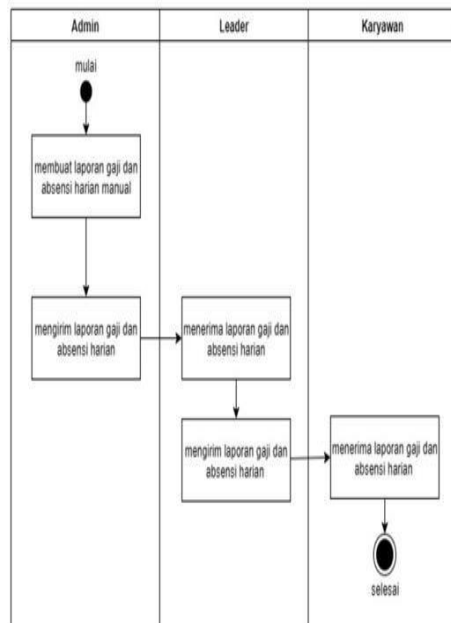 Admin
Leader
Karyawan
mulai
membuat laporan gaji dan
absensi harian manual
mengirim laporan gaji dan
absensi harian
menerima laporan gaji dan
absensi harian
mengirim laporan gaji dan
absensi harian
menerima laporan gaji dan
absensi harian
selesai